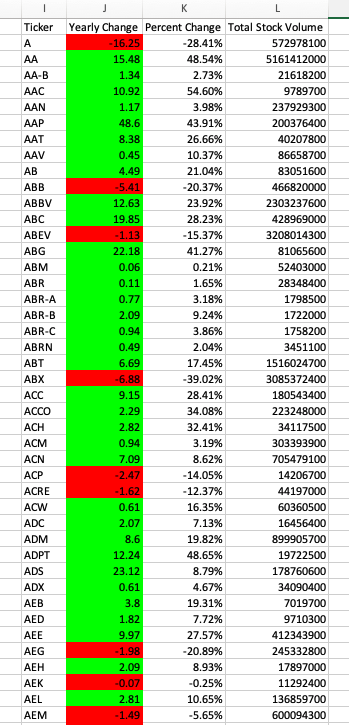 I J K L
Ticker Yearly Change Percent Change Total Stock Volume
A -16.25 -28.41% 572978100
AA 15.48 48.54% 5161412000
AA-B 1.34 2.73% 21618200
AAC 10.92 54.60% 9789700
AAN 1.17 3.98% 237929300
AAP 48.6 43.91% 200376400
AAT 8.38 26.66% 40207800
AAV 0.45 10.37% 86658700
AB 4.49 21.04% 83051600
ABB -5.41 -20.37% 466820000
ABBV 12.63 23.92% 2303237600
ABC 19.85 28.23% 428969000
ABEV -1.13 -15.37% 3208014300
ABG 22.18 41.27% 81065600
ABM 0.06 0.21% 52403000
ABR 0.11 1.65% 28348400
ABR-A 0.77 3.18% 1798500
ABR-B 2.09 9.24% 1722000
ABR-C 0.94 3.86% 1758200
ABRN 0.49 2.04% 3451100
ABT 6.69 17.45% 1516024700
ABX -6.88 -39.02% 3085372400
ACC 9.15 28.41% 180543400
ACCO 2.29 34.08% 223248000
ACH 2.82 32.41% 34117500
ACM 0.94 3.19% 303393900
ACN 7.09 8.62% 705479100
ACP -2.47 -14.05% 14206700
ACRE -1.62 -12.37% 44197000
ACW 0.61 16.35% 60360500
ADC 2.07 7.13% 16456400
ADM 8.6 19.82% 899905700
ADPT 12.24 48.65% 19722500
ADS 23.12 8.79% 178760600
ADX 0.61 4.67% 34090400
AEB 3.8 19.31% 7019700
AED 1.82 7.72% 9710300
AEE 9.97 27.57% 412343900
AEG -1.98 -20.89% 245332800
AEH 2.09 8.93% 17897000
AEK -0.07 -0.25% 11292400
AEL 2.81 10.65% 136859700
AEM -1.49 -5.65% 600094300